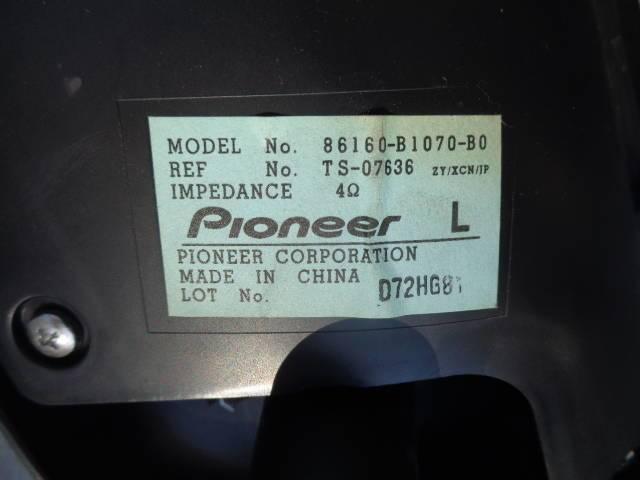 MODEL No. 86160-B1070-B0
REF No. TS-07636 ZY/XCN/JP
IMPEDANCE 4Ω
Pioneer L
PIONEER CORPORATION
MADE IN CHINA
LOT No.